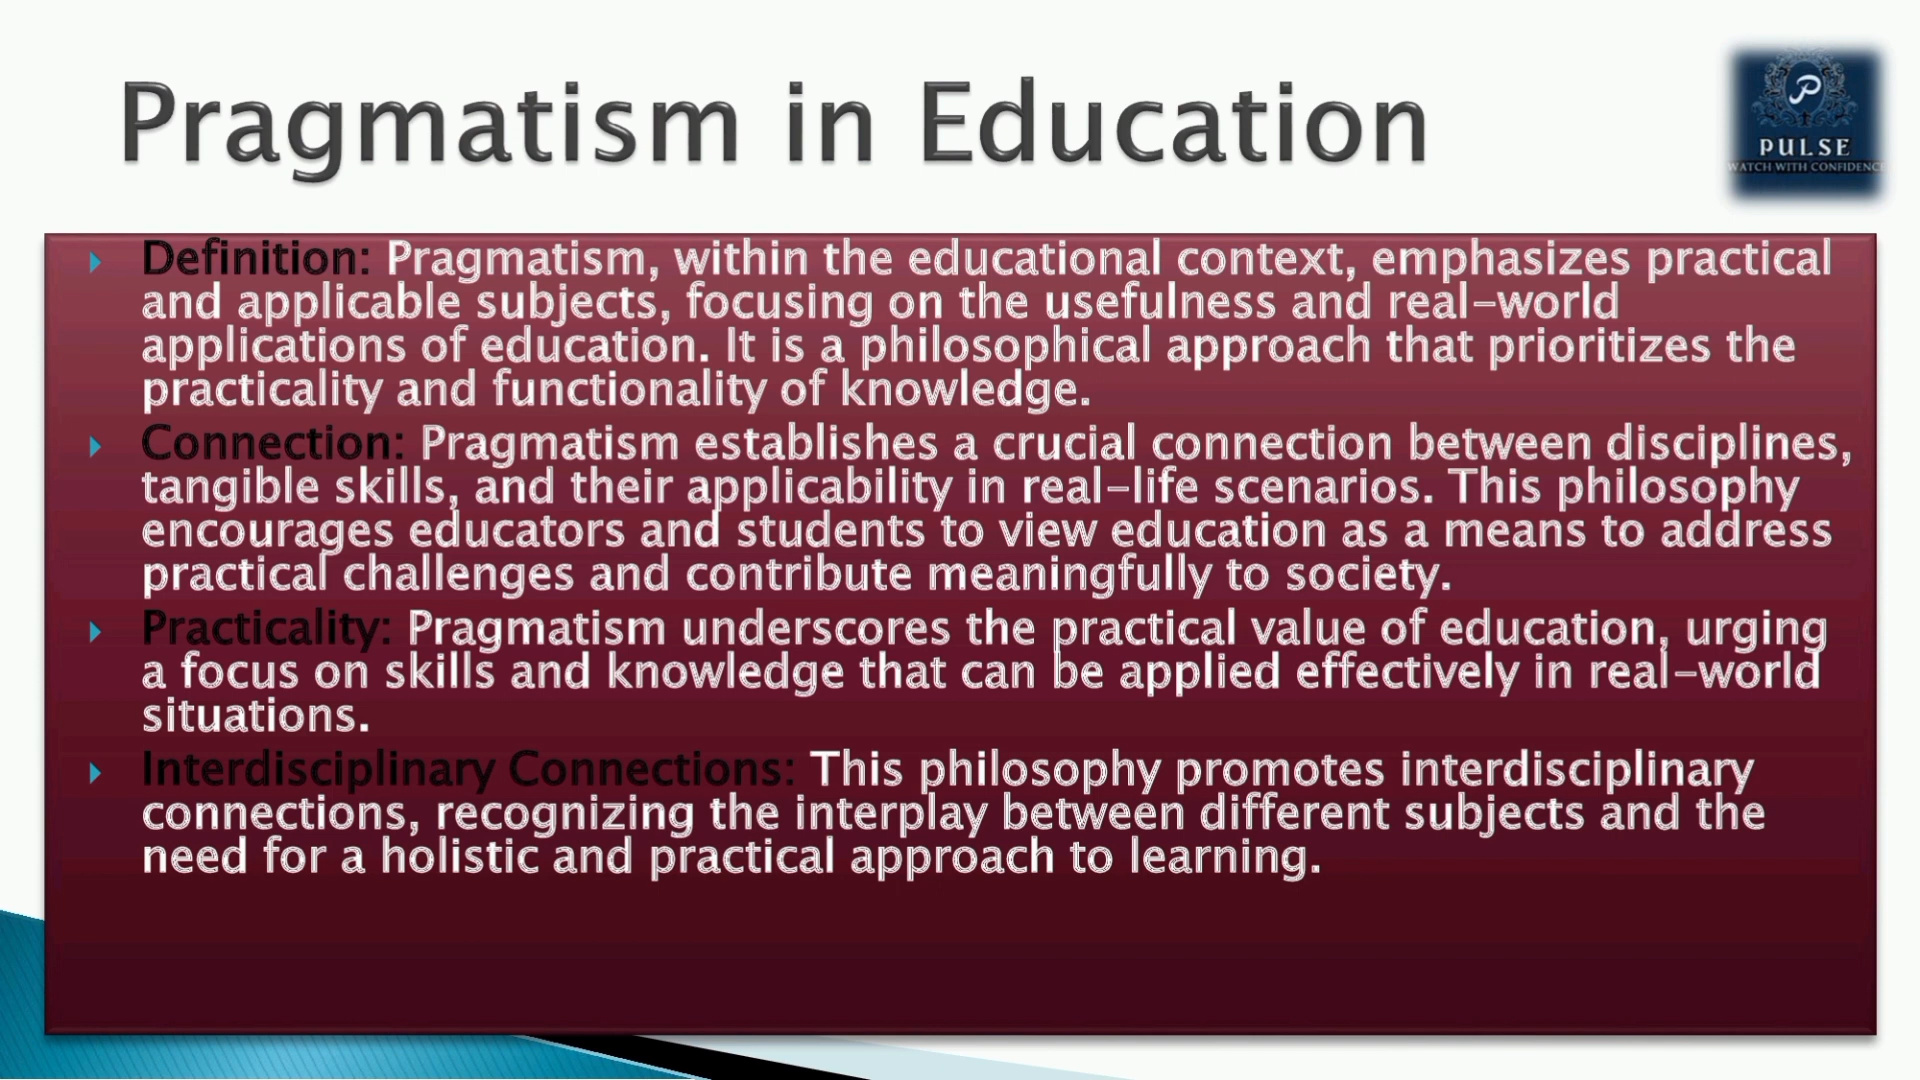 Pragmatism in Education
P
PULSE
WATCH WITH CONFIDENC
Definition: Pragmatism, within the educational context, emphasizes practical
and applicable subjects, focusing on the usefulness and real-world
applications of education. It is a philosophical approach that prioritizes the
practicality and functionality of knowledge.
Connection: Pragmatism establishes a crucial connection between disciplines,
tangible skills, and their applicability in real-life scenarios. This philosophy
encourages educators and students to view education as a means to address
practical challenges and contribute meaningfully to society.
Practicality: Pragmatism underscores the practical value of education, urging
a focus on skills and knowledge that can be applied effectively in real-world
situations.
Interdisciplinary Connections: This philosophy promotes interdisciplinary
connections, recognizing the interplay between different subjects and the
need for a holistic and practical approach to learning.